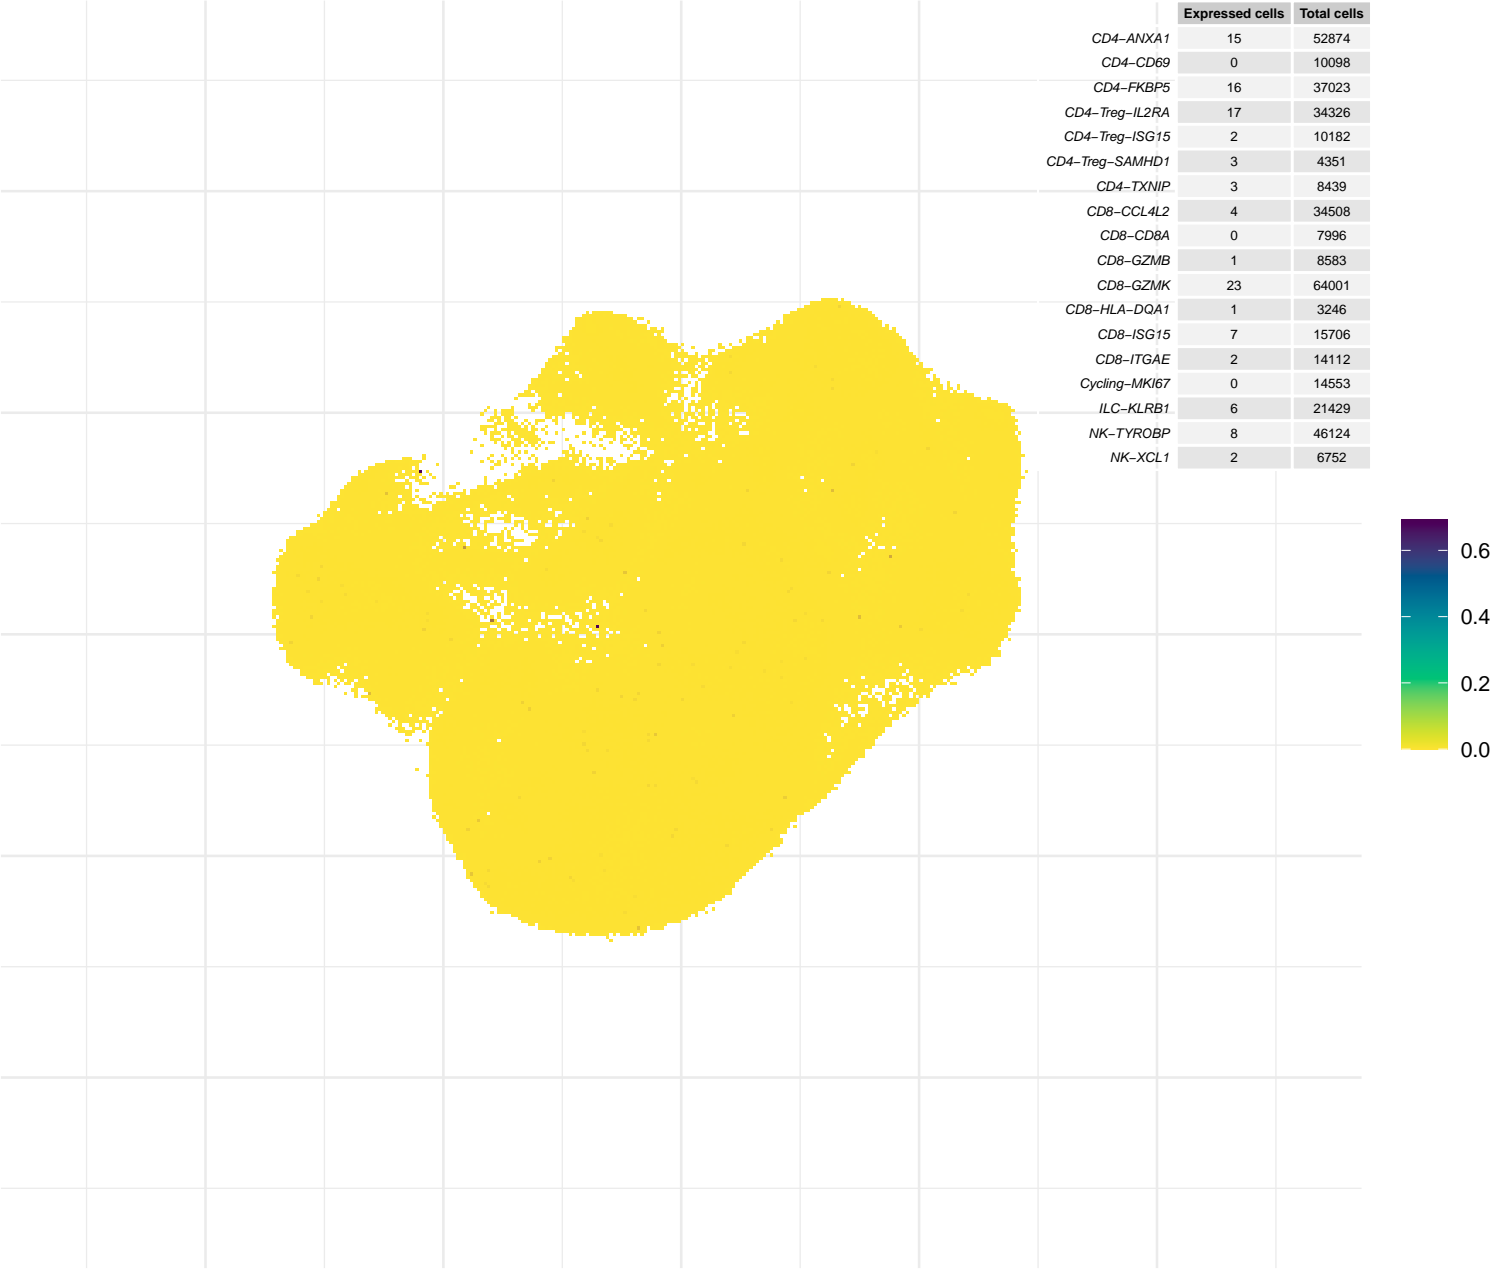 Expressed cells Total cells
CD4−ANXA1 15 52874
CD4−CD69 0 10098
CD4−FKBP5 16 37023
CD4−Treg−IL2RA 17 34326
CD4−Treg−ISG15 2 10182
CD4−Treg−SAMHD1 3 4351
CD4−TXNIP 3 8439
CD8−CCL4L2 4 34508
CD8−CD8A 0 7996
CD8−GZMB 1 8583
CD8−GZMK 23 64001
CD8−HLA−DQA1 1 3246
CD8−ISG15 7 15706
CD8−ITGAE 2 14112
Cycling−MKI67 0 14553
ILC−KLRB1 6 21429
NK−TYROBP 8 46124
NK−XCL1 2 6752
0.6
0.4
0.2
0.0